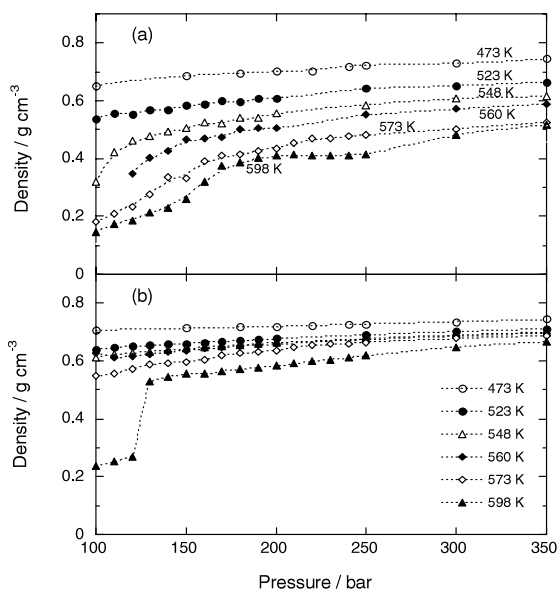 0.8
(a)
473 K
523 K
548 K
560 K
573 K
598 K
0.6
0.4
0.2
0
Density / g cm-3
0.8
(b)
0.6
0.4
0.2
0
Density / g cm-3
473 K
523 K
548 K
560 K
573 K
598 K
100 150 200 250 300 350
Pressure / bar